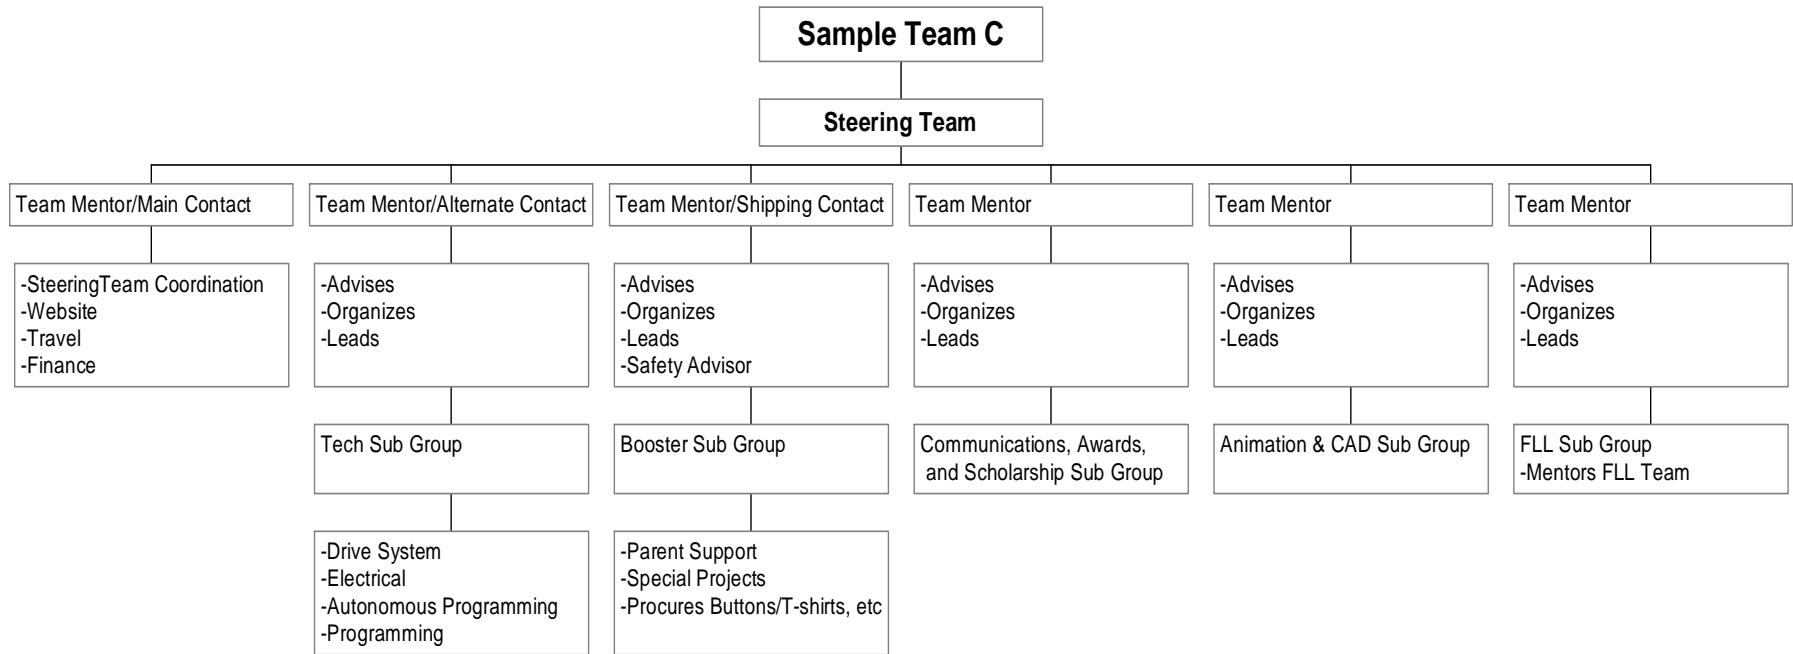 Sample Team C
Steering Team
Team Mentor/Main Contact
Team Mentor/Alternate Contact
Team Mentor/Shipping Contact
Team Mentor
Team Mentor
Team Mentor
-SteeringTeam Coordination
-Website
-Travel
-Finance
-Advises
-Organizes
-Leads
-Advises
-Organizes
-Leads
-Safety Advisor
-Advises
-Organizes
-Leads
-Advises
-Organizes
-Leads
-Advises
-Organizes
-Leads
Tech Sub Group
Booster Sub Group
Communications, Awards,
and Scholarship Sub Group
Animation & CAD Sub Group
FLL Sub Group
-Mentors FLL Team
-Drive System
-Electrical
-Autonomous Programming
-Programming
-Parent Support
-Special Projects
-Procures Buttons/T-shirts, etc